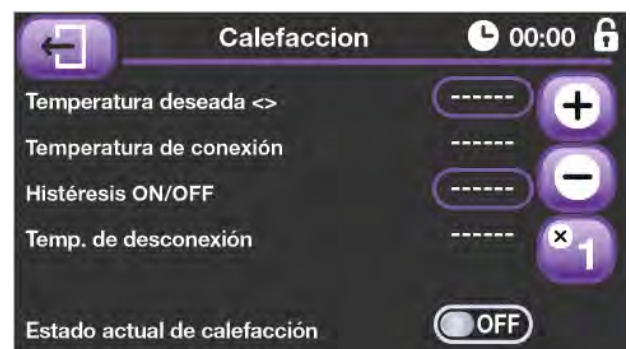 Calefaccion 00:00
Temperatura deseada <> ------ +
Temperatura de conexión ------
Histéresis ON/OFF ------ −
Temp. de desconexión ------ ×1
Estado actual de calefacción OFF